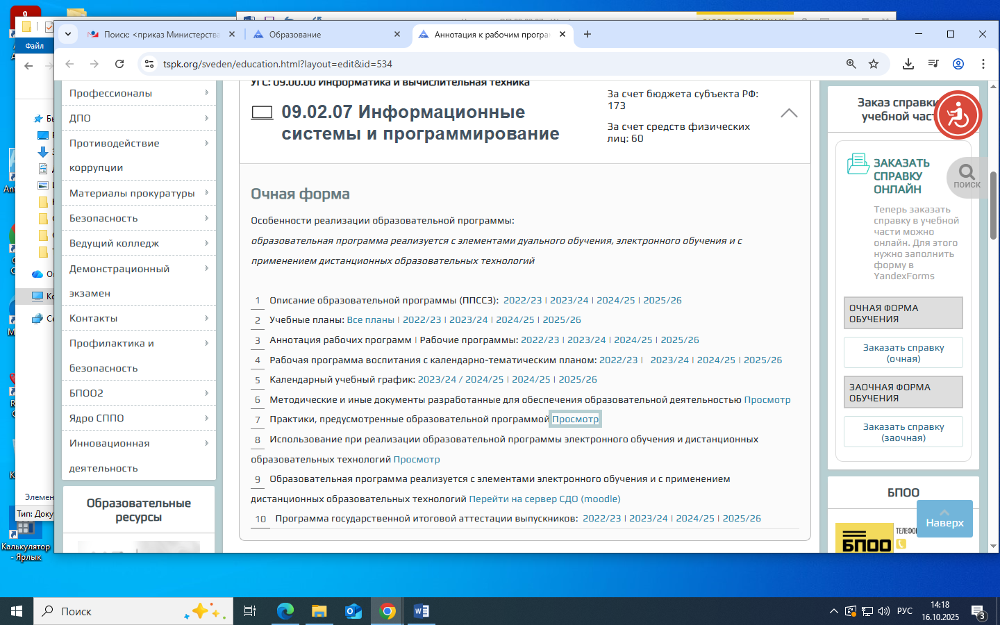 Поиск: <приказ Министерства
Образование
Аннотация к рабочим програ
tspk.org/sveden/education.html?layout=edit&id=534
Файл
Профессионалы
ДПО
Противодействие
коррупции
Материалы прокуратуры
Безопасность
Ведущий колледж
Демонстрационный
экзамен
Контакты
Профилактика и
безопасность
БПОО2
Ядро СППО
Инновационная
деятельность
Образовательные
ресурсы
УГС: 09.00.00 Информатика и вычислительная техника
09.02.07 Информационные
системы и программирование
За счет бюджета субъекта РФ:
173
За счет средств физических
лиц: 60
Очная форма
Особенности реализации образовательной программы:
образовательная программа реализуется с элементами дуального обучения, электронного обучения и с
применением дистанционных образовательных технологий
1 Описание образовательной программы (ППССЗ): 2022/23 | 2023/24 | 2024/25 | 2025/26
2 Учебные планы: Все планы | 2022/23 | 2023/24 | 2024/25 | 2025/26
3 Аннотация рабочих программ | Рабочие программы: 2022/23 | 2023/24 | 2024/25 | 2025/26
4 Рабочая программа воспитания с календарно-тематическим планом: 2022/23 | 2023/24 | 2024/25 | 2025/26
5 Календарный учебный график: 2023/24 / 2024/25 | 2024/25 | 2025/26
6 Методические и иные документы разработанные для обеспечения образовательной деятельностью Просмотр
7 Практики, предусмотренные образовательной программой Просмотр
8 Использование при реализации образовательной программы электронного обучения и дистанционных
образовательных технологий Просмотр
9 Образовательная программа реализуется с элементами электронного обучения и с применением
дистанционных образовательных технологий Перейти на сервер СДО (moodle)
10 Программа государственной итоговой аттестации выпускников: 2022/23 | 2023/24 | 2024/25 | 2025/26
Заказ справки
учебной част
ЗАКАЗАТЬ
СПРАВКУ
ОНЛАЙН
поиск
Теперь заказать
справку в учебной
части можно
онлайн. Для этого
нужно заполнить
форму в
YandexForms
ОЧНАЯ ФОРМА
ОБУЧЕНИЯ
Заказать справку
(очная)
ЗАОЧНАЯ ФОРМА
ОБУЧЕНИЯ
Заказать справку
(заочная)
БПОО
Наверх
БПОО
ТЕЛЕФО
Элемен
Тип: Доку
Калькулятор
- Ярлык
Поиск
РУС
14:18
16.10.2025
3